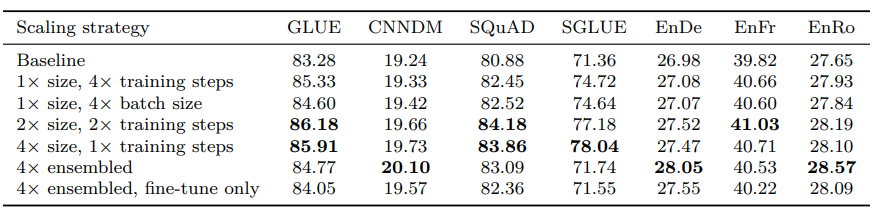 Scaling strategy GLUE CNNDM SQuAD SGLUE EnDe EnFr EnRo
Baseline 83.28 19.24 80.88 71.36 26.98 39.82 27.65
1× size, 4× training steps 85.33 19.33 82.45 74.72 27.08 40.66 27.93
1× size, 4× batch size 84.60 19.42 82.52 74.64 27.07 40.60 27.84
2× size, 2× training steps 86.18 19.66 84.18 77.18 27.52 41.03 28.19
4× size, 1× training steps 85.91 19.73 83.86 78.04 27.47 40.71 28.10
4× ensembled 84.77 20.10 83.09 71.74 28.05 40.53 28.57
4× ensembled, fine-tune only 84.05 19.57 82.36 71.55 27.55 40.22 28.09